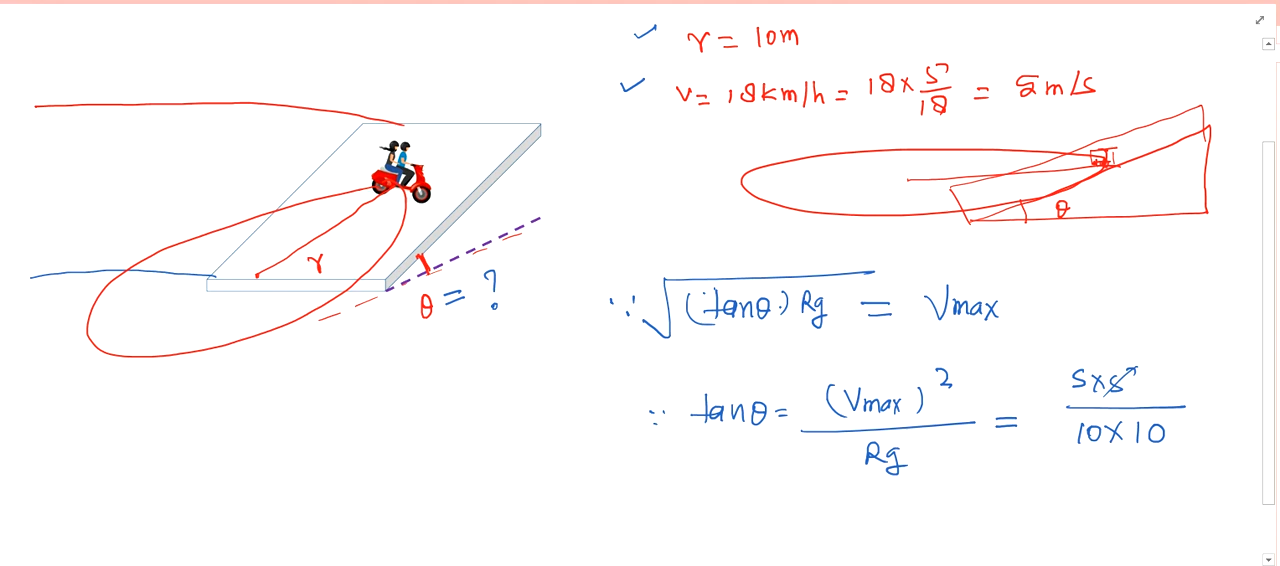 r = 10m
v = 18km/h = 18 × 5/18 = 5 m/s
θ
r
θ = ?
∵ √(tanθ) Rg = Vmax
∵ tanθ = (Vmax)²/Rg = 5×5/10×10